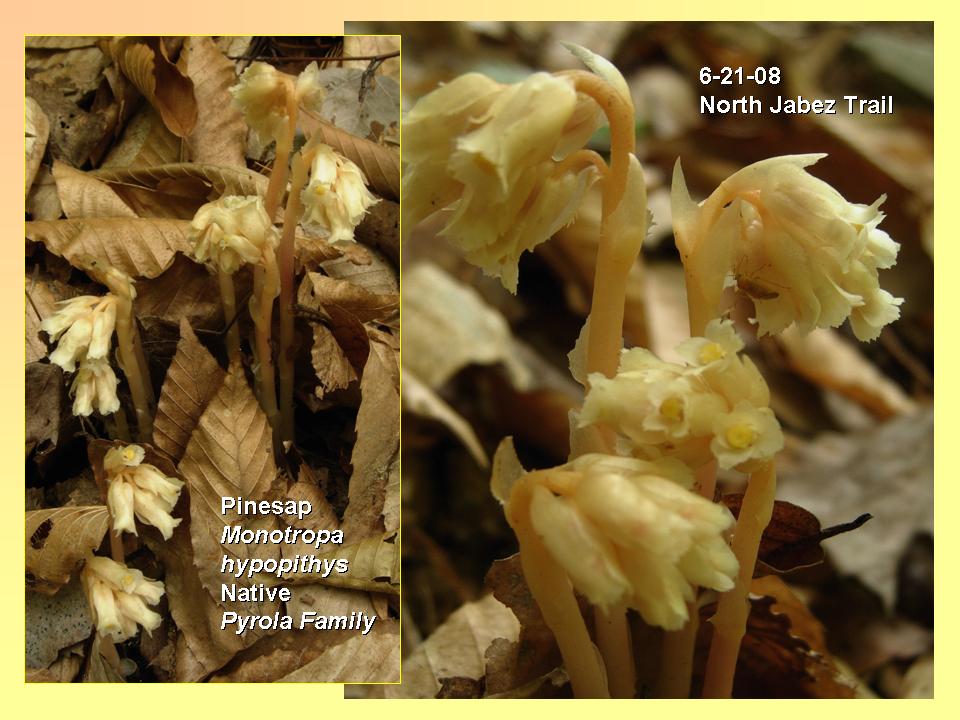 6-21-08
North Jabez Trail
Pinesap
Monotropa
hypopithys
Native
Pyrola Family